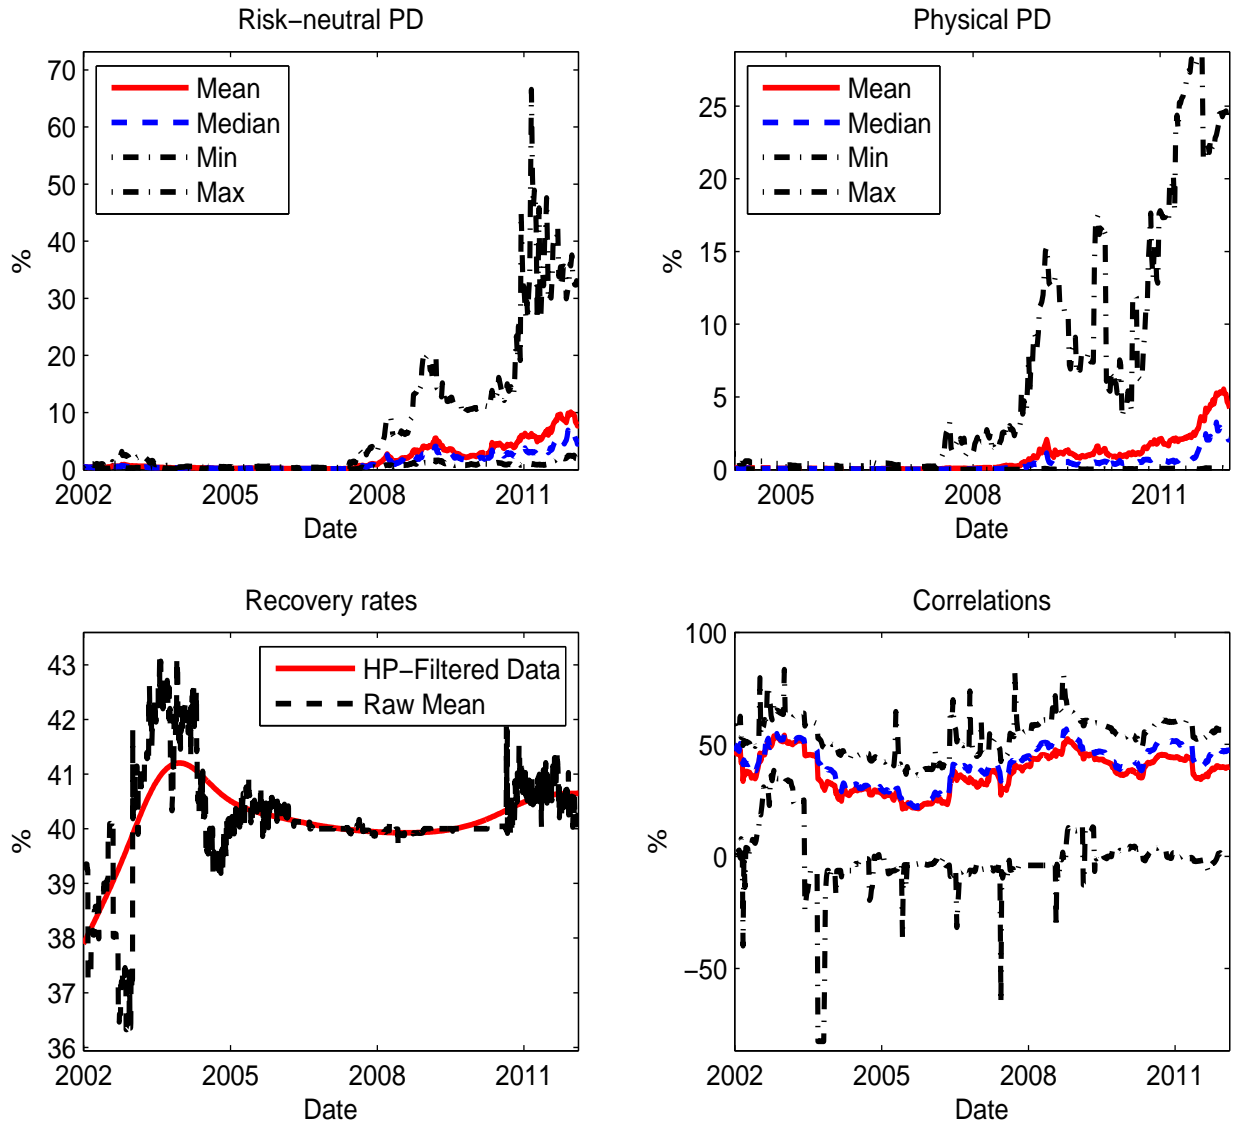 Risk−neutral PD
70
60
50
40
30
20
10
0
%
Mean
Median
Min
Max
2002
2005
2008
2011
Date
Physical PD
25
20
15
10
5
0
%
Mean
Median
Min
Max
2005
2008
2011
Date
Recovery rates
43
42
41
40
39
38
37
36
%
HP−Filtered Data
Raw Mean
2002
2005
2008
2011
Date
Correlations
100
50
0
−50
%
2002
2005
2008
2011
Date